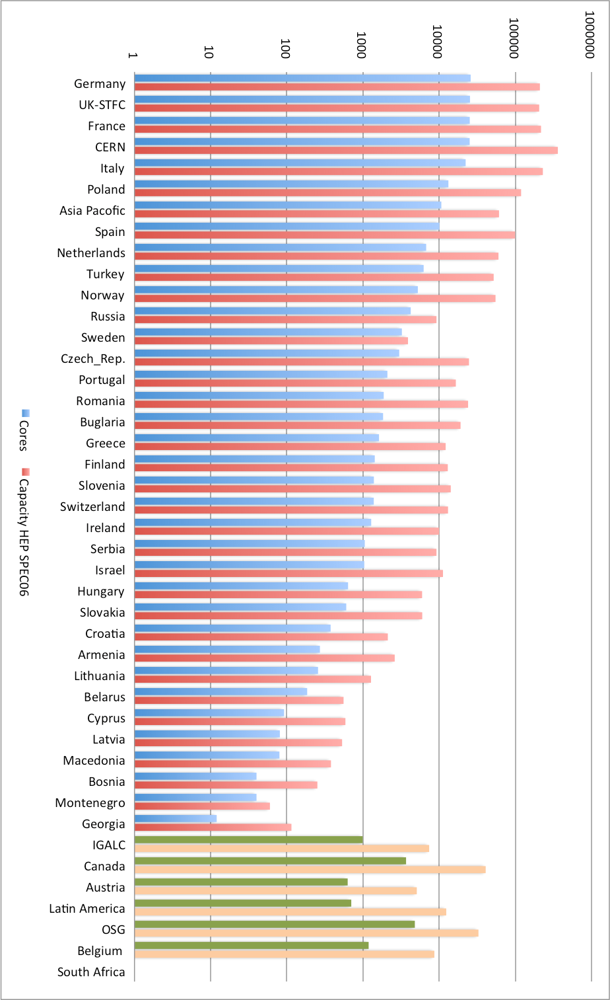 1
10
100
1000
10000
100000
1000000
Germany
UK-STFC
France
CERN
Italy
Poland
Asia Pacofic
Spain
Netherlands
Turkey
Norway
Russia
Sweden
Czech_Rep.
Portugal
Romania
Buglaria
Greece
Finland
Slovenia
Switzerland
Ireland
Serbia
Israel
Hungary
Slovakia
Croatia
Armenia
Lithuania
Belarus
Cyprus
Latvia
Macedonia
Bosnia
Montenegro
Georgia
IGALC
Canada
Austria
Latin America
OSG
Belgium
South Africa
Cores
Capacity HEP SPEC06